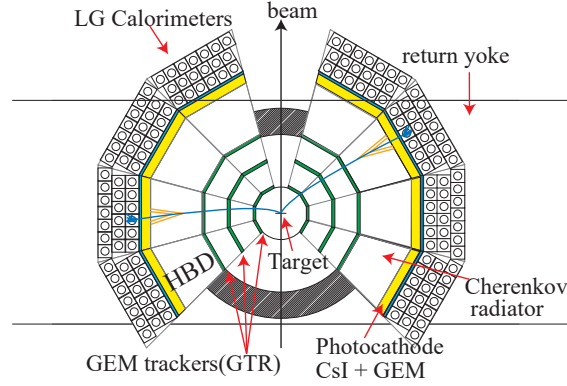 beam
LG Calorimeters
return yoke
Target
HBD
Cherenkov
radiator
GEM trackers(GTR)
Photocathode
CsI + GEM